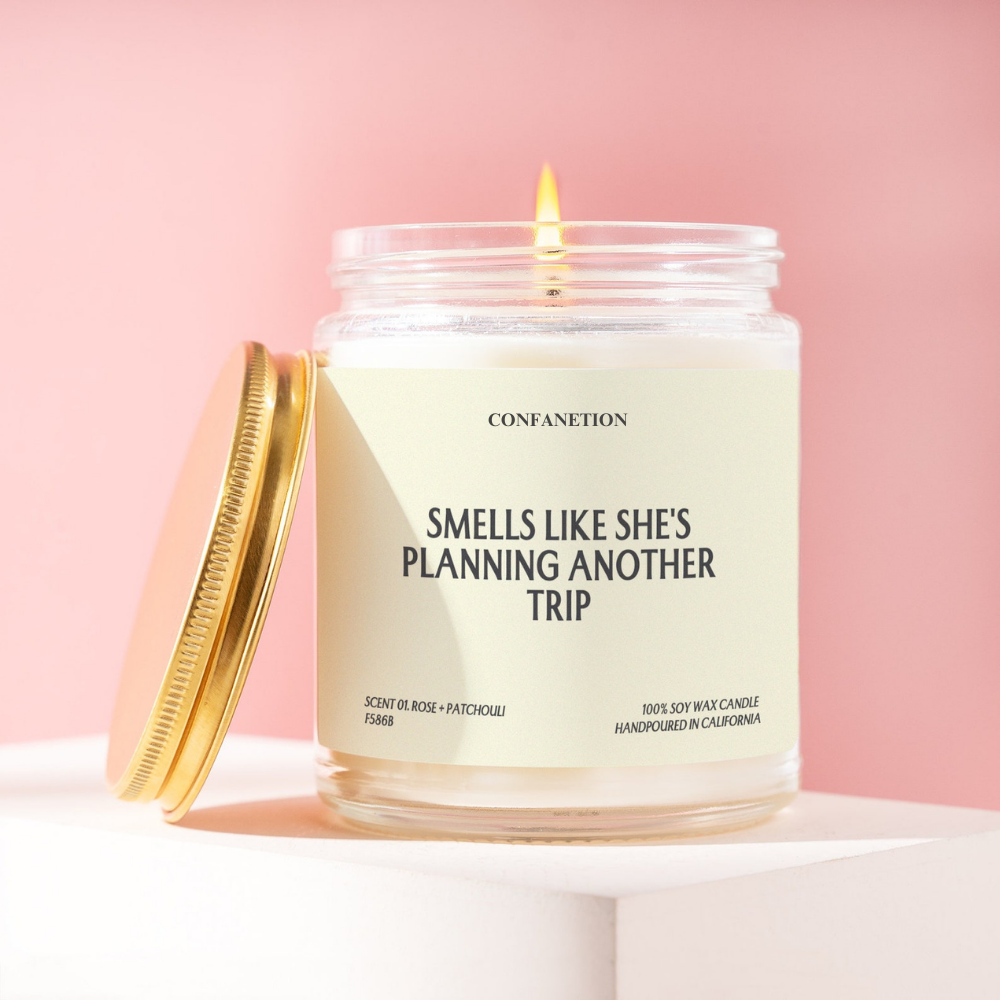 CONFANETION
SMELLS LIKE SHE'S
PLANNING ANOTHER
TRIP
SCENT 01. ROSE + PATCHOULI
F586B
100% SOY WAX CANDLE
HANDPOURED IN CALIFORNIA